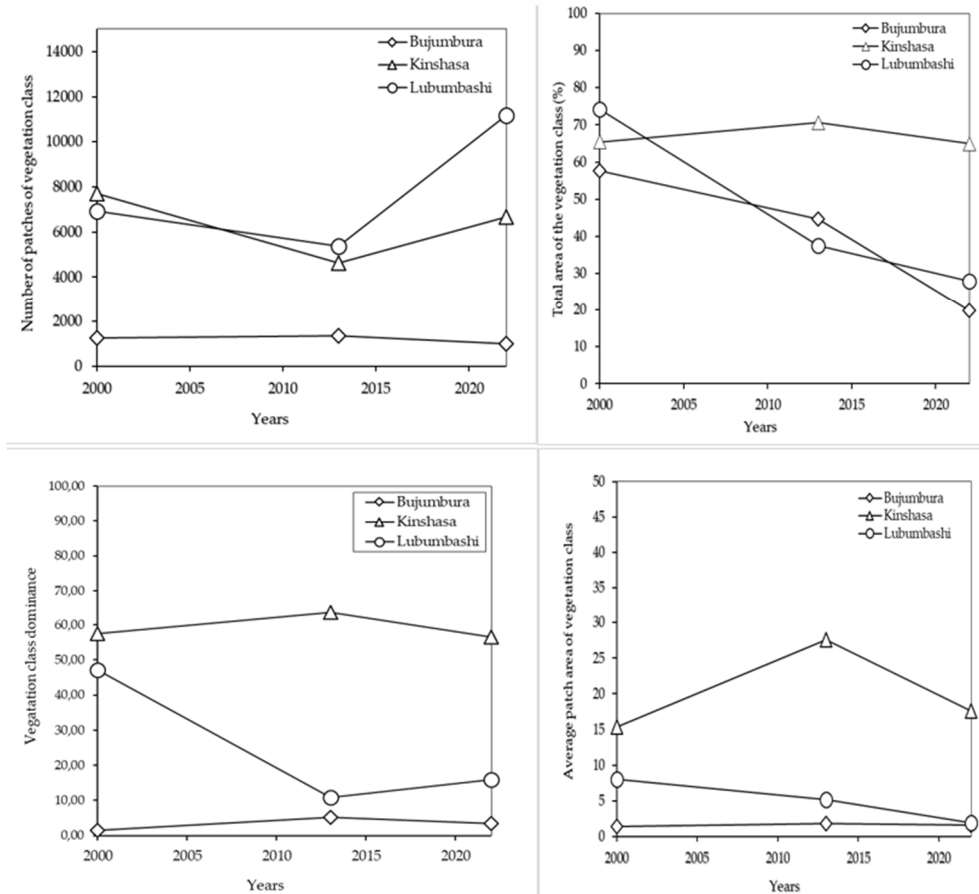 Number of patches of vegetation class
14000
12000
10000
8000
6000
4000
2000
0
Bujumbura
Kinshasa
Lubumbashi
2000 2005 2010 2015 2020
Years
Total area of the vegetation class (%)
100
90
80
70
60
50
40
30
20
10
0
Bujumbura
Kinshasa
Lubumbashi
2000 2005 2010 2015 2020
Years
Vegatation class dominance
100,00
90,00
80,00
70,00
60,00
50,00
40,00
30,00
20,00
10,00
0,00
Bujumbura
Kinshasa
Lubumbashi
2000 2005 2010 2015 2020
Years
Average patch area of vegetation class
50
45
40
35
30
25
20
15
10
5
0
Bujumbura
Kinshasa
Lubumbashi
2000 2005 2010 2015 2020
Years